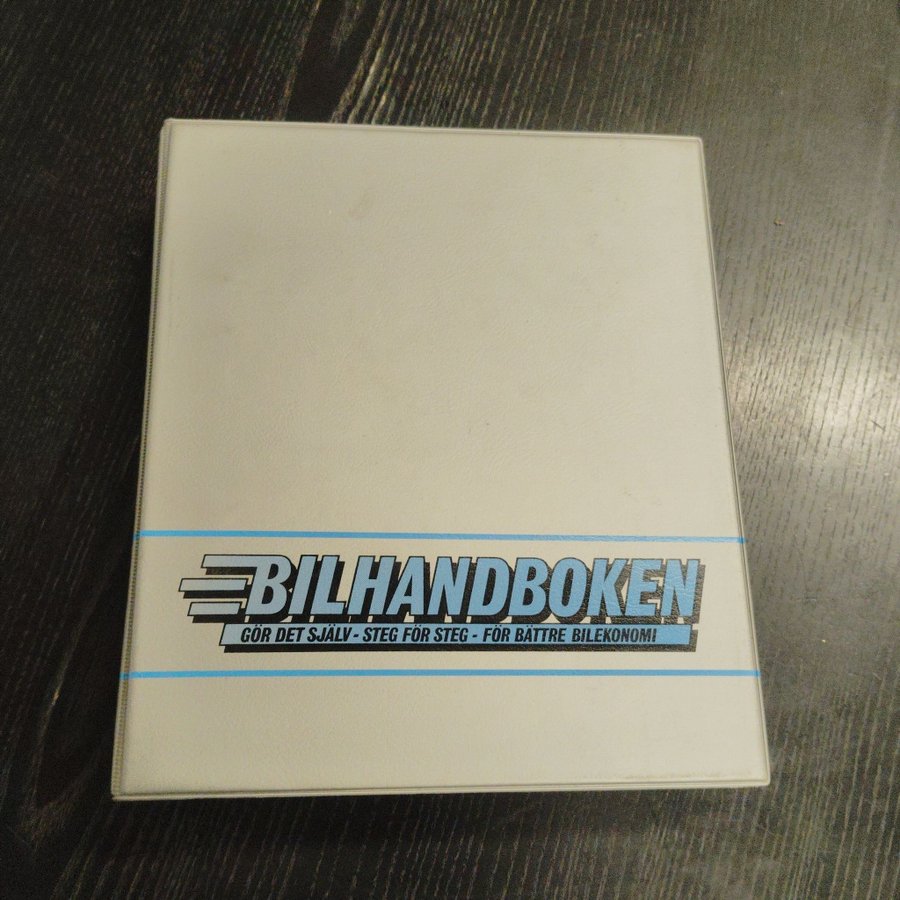 BILHANDBOKEN
GÖR DET SJÄLV - STEG FÖR STEG - FÖR BÄTTRE BILEKONOMI